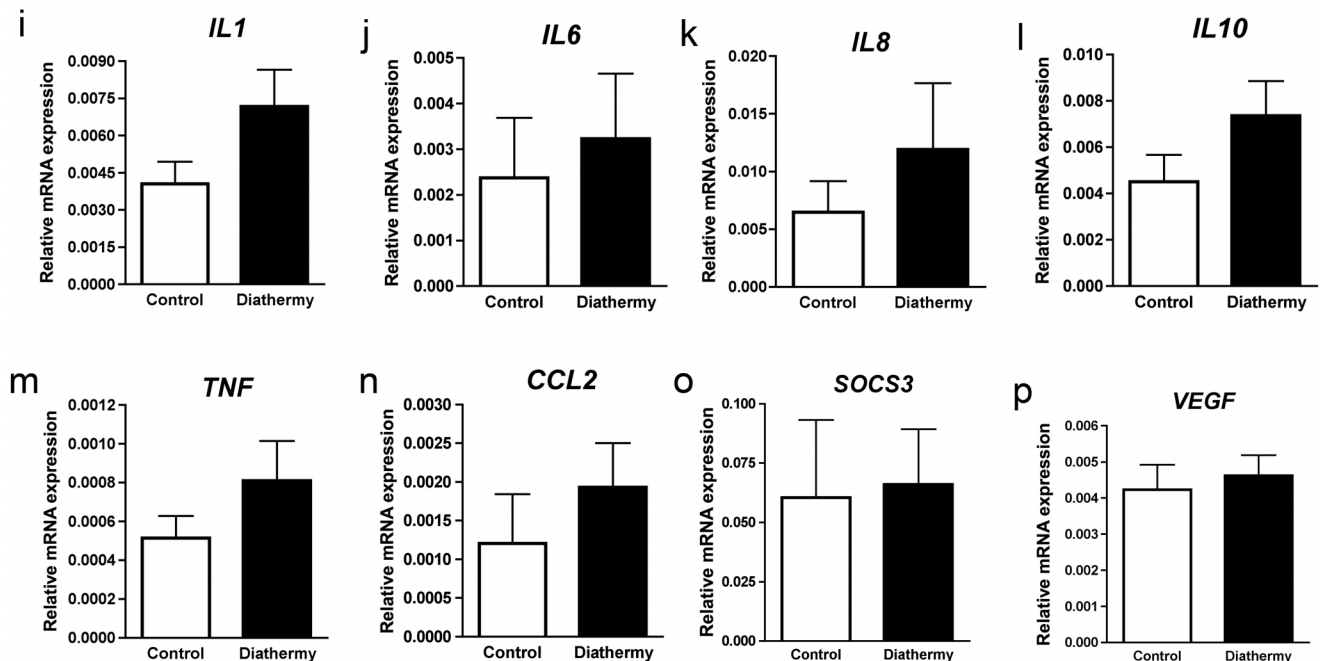 i
IL1
Relative mRNA expression
0.0090
0.0075
0.0060
0.0045
0.0030
0.0015
0.0000
Control Diathermy
j
IL6
Relative mRNA expression
0.005
0.004
0.003
0.002
0.001
0.000
Control Diathermy
k
IL8
Relative mRNA expression
0.020
0.015
0.010
0.005
0.000
Control Diathermy
l
IL10
Relative mRNA expression
0.010
0.008
0.006
0.004
0.002
0.000
Control Diathermy
m
TNF
Relative mRNA expression
0.0012
0.0010
0.0008
0.0006
0.0004
0.0002
0.0000
Control Diathermy
n
CCL2
Relative mRNA expression
0.0030
0.0025
0.0020
0.0015
0.0010
0.0005
0.0000
Control Diathermy
o
SOCS3
Relative mRNA expression
0.100
0.075
0.050
0.025
0.000
Control Diathermy
p
VEGF
Relative mRNA expression
0.006
0.005
0.004
0.003
0.002
0.001
0.000
Control Diathermy